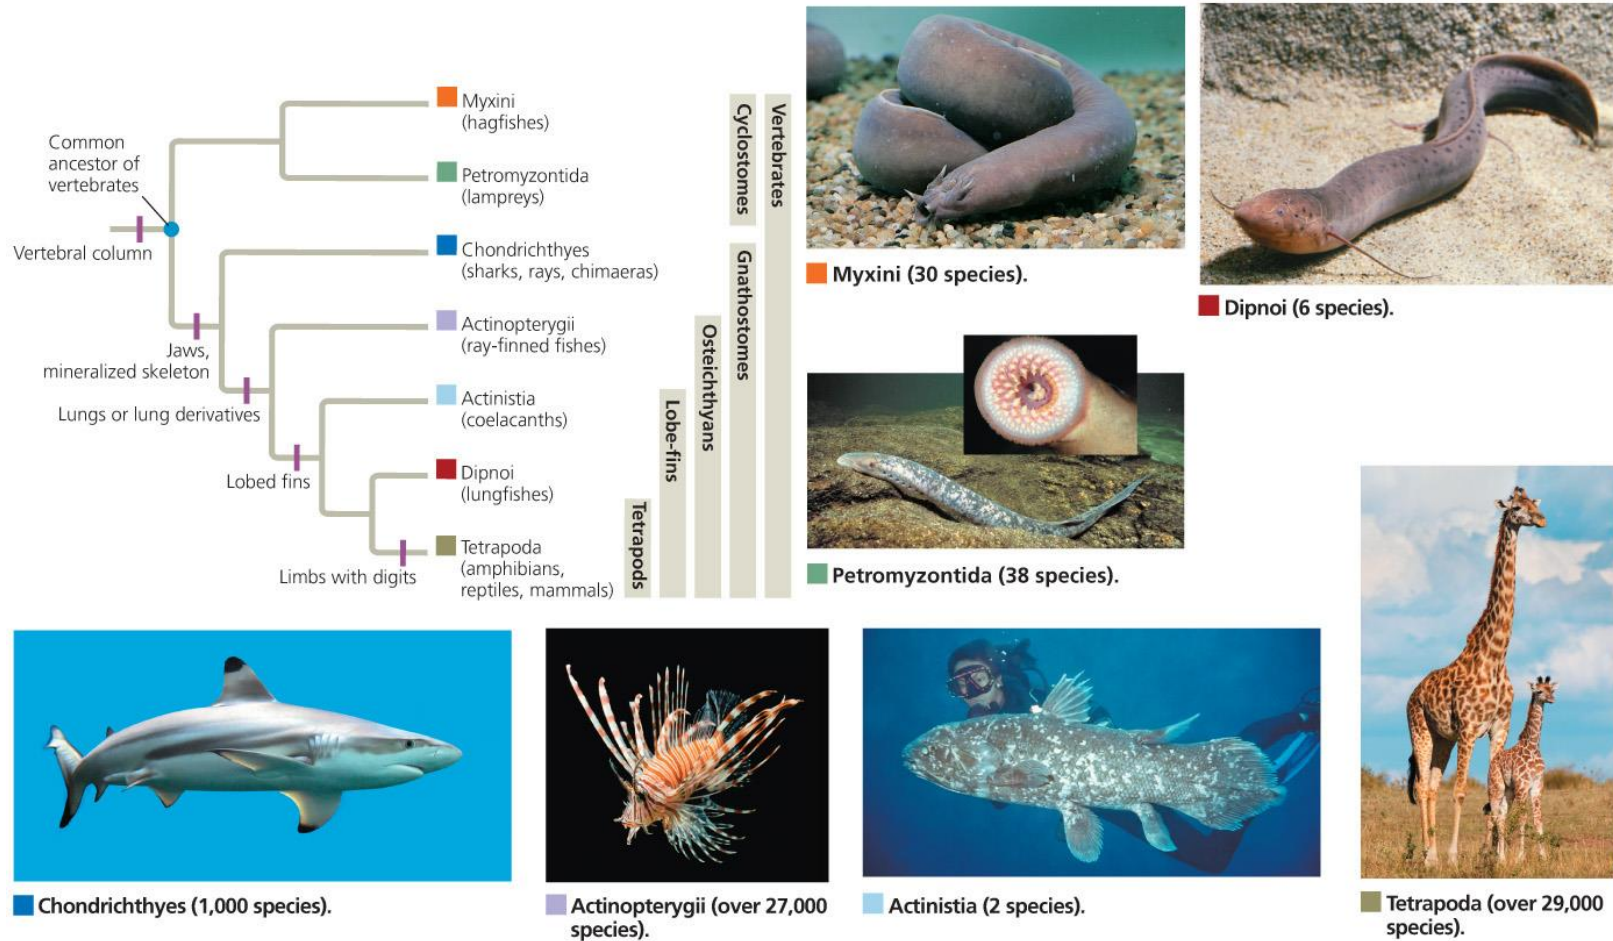 Common
ancestor of
vertebrates
Vertebral column
Jaws,
mineralized skeleton
Lungs or lung derivatives
Lobed fins
Limbs with digits
Myxini
(hagfishes)
Petromyzontida
(lampreys)
Chondrichthyes
(sharks, rays, chimaeras)
Actinopterygii
(ray-finned fishes)
Actinistia
(coelacanths)
Dipnoi
(lungfishes)
Tetrapoda
(amphibians,
reptiles, mammals)
Tetrapods
Lobe-fins
Osteichthyans
Gnathostomes
Cyclostomes
Vertebrates
Myxini (30 species).
Dipnoi (6 species).
Petromyzontida (38 species).
Chondrichthyes (1,000 species).
Actinopterygii (over 27,000
species).
Actinistia (2 species).
Tetrapoda (over 29,000
species).